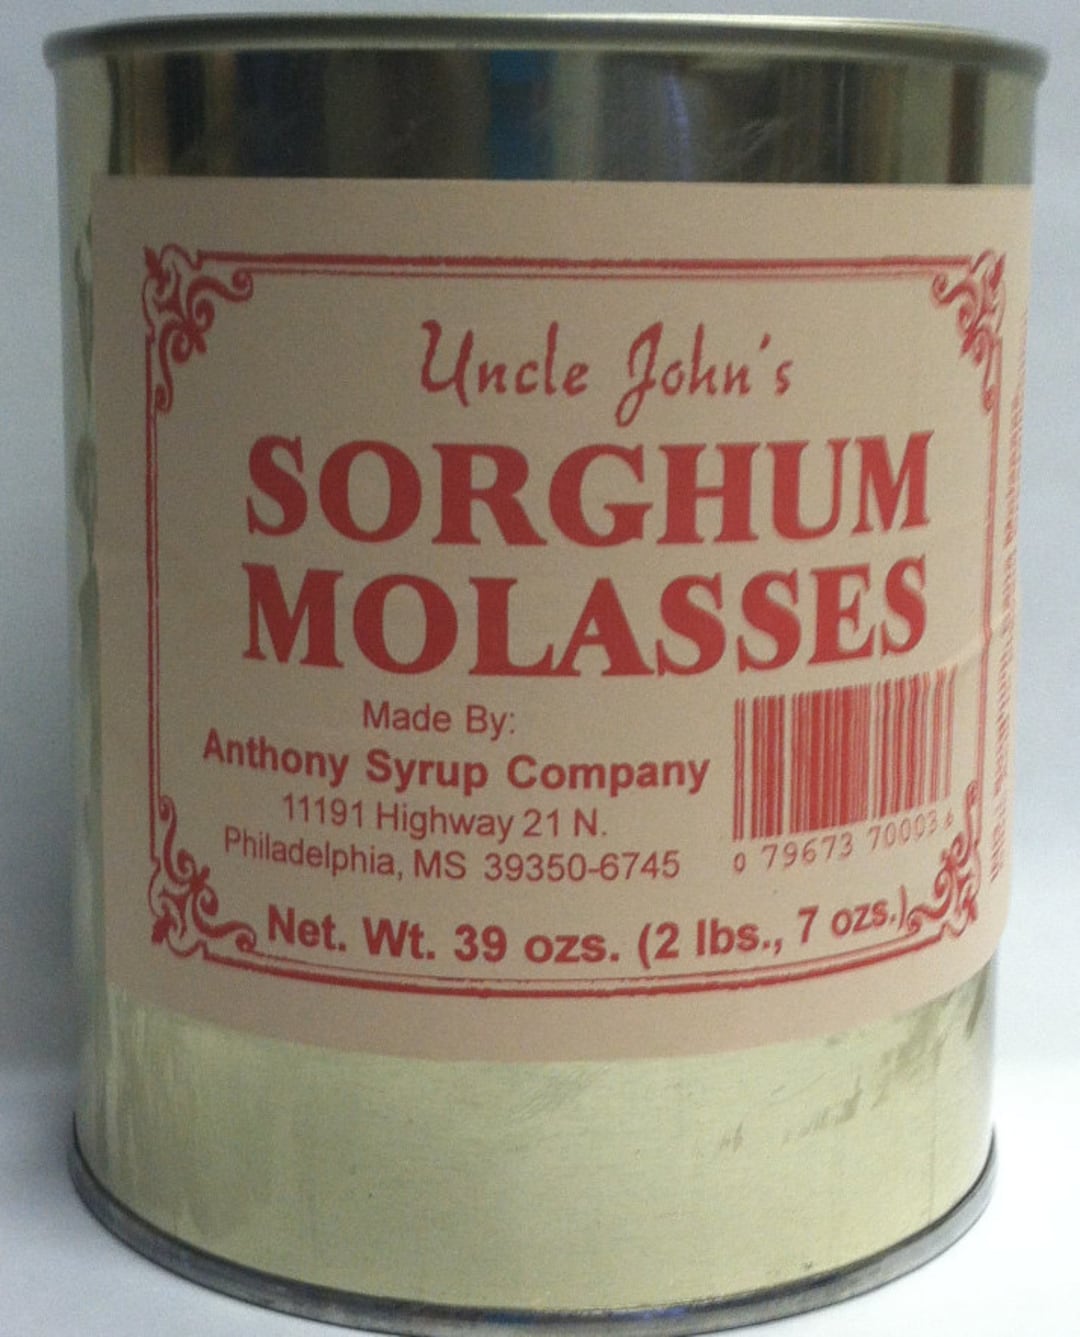 Uncle John's
SORGHUM
MOLASSES
Made By:
Anthony Syrup Company
11191 Highway 21 N.
Philadelphia, MS 39350-6745
0 79673 70003 6
Net. Wt. 39 ozs. (2 lbs., 7 ozs.)